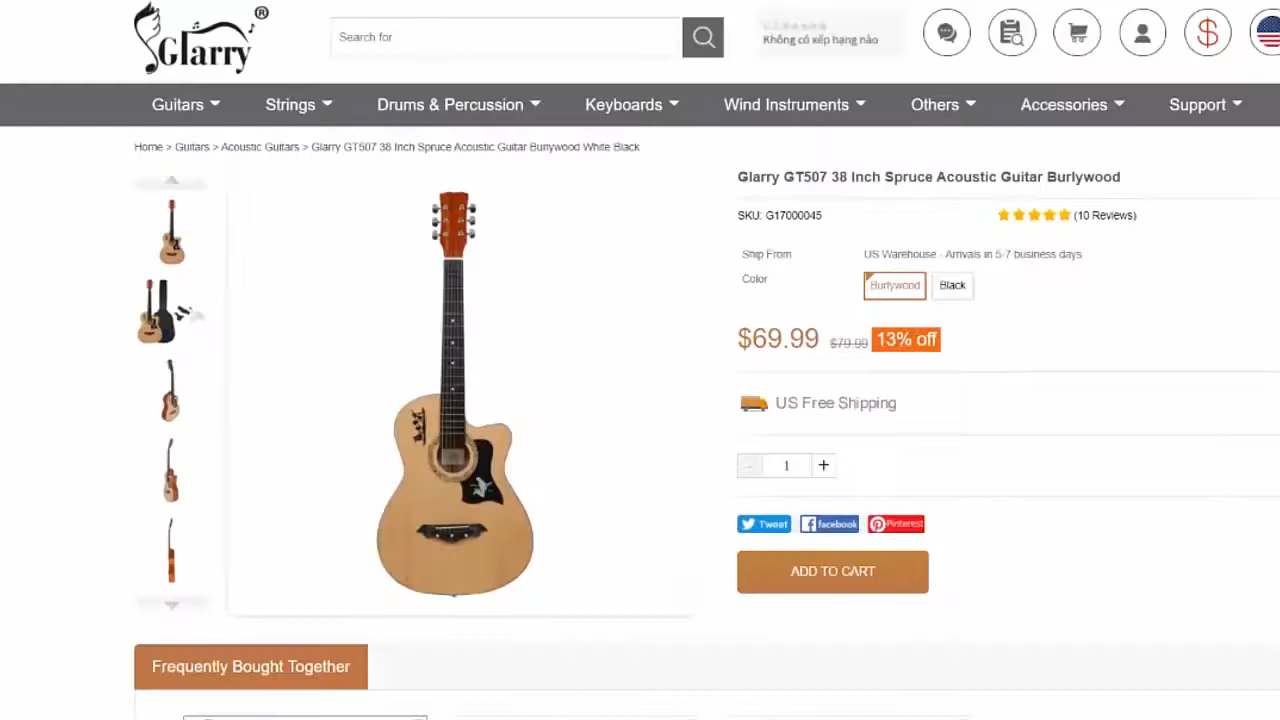 Glarry®
Search for
Không có xếp hạng nào
Guitars
Strings
Drums & Percussion
Keyboards
Wind Instruments
Others
Accessories
Support
Home > Guitars > Acoustic Guitars > Glarry GT507 38 Inch Spruce Acoustic Guitar Burlywood White Black
Glarry GT507 38 Inch Spruce Acoustic Guitar Burlywood
SKU: G17000045
(10 Reviews)
Ship From
US Warehouse - Arrivals in 5-7 business days
Color
Burlywood
Black
$69.99 $79.99 13% off
US Free Shipping
- 1 +
Tweet
facebook
Pinterest
ADD TO CART
Frequently Bought Together